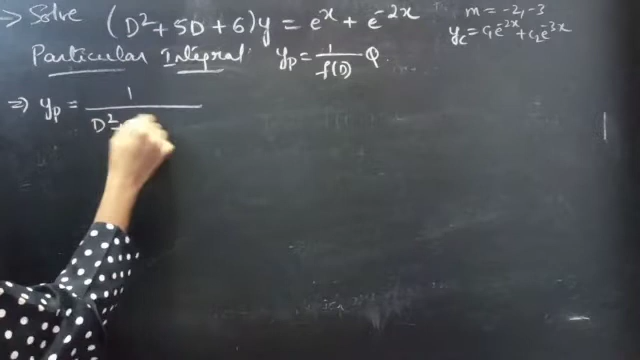 ⇒ Solve (D² + 5D + 6)y = eˣ + e⁻²ˣ
m = -2, -3
y_c = c₁e⁻²ˣ + c₂e⁻³ˣ
Particular Integral y_p = 1/f(D) Q
⇒ y_p = 1/D²